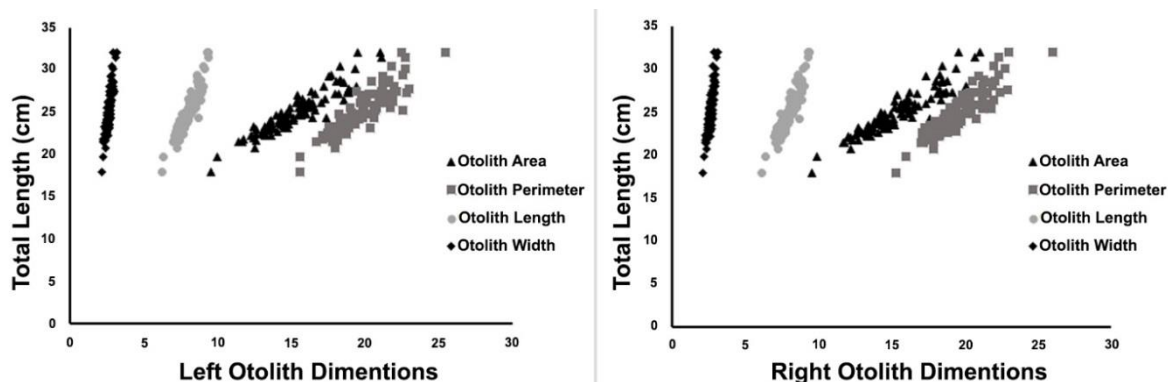 35
30
25
20
15
10
5
0
Total Length (cm)
0 5 10 15 20 25 30
Left Otolith Dimentions
Otolith Area
Otolith Perimeter
Otolith Length
Otolith Width
35
30
25
20
15
10
5
0
Total Length (cm)
0 5 10 15 20 25 30
Right Otolith Dimentions
Otolith Area
Otolith Perimeter
Otolith Length
Otolith Width